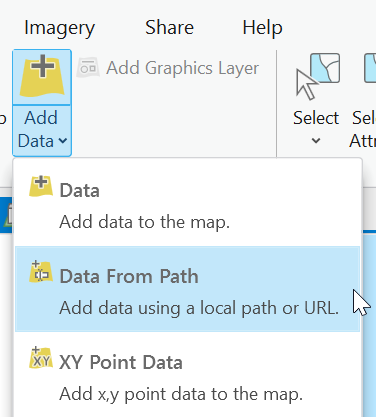 Imagery Share Help
Add Graphics Layer
Add
Data
Select
Data
Add data to the map.
Data From Path
Add data using a local path or URL.
XY Point Data
Add x,y point data to the map.